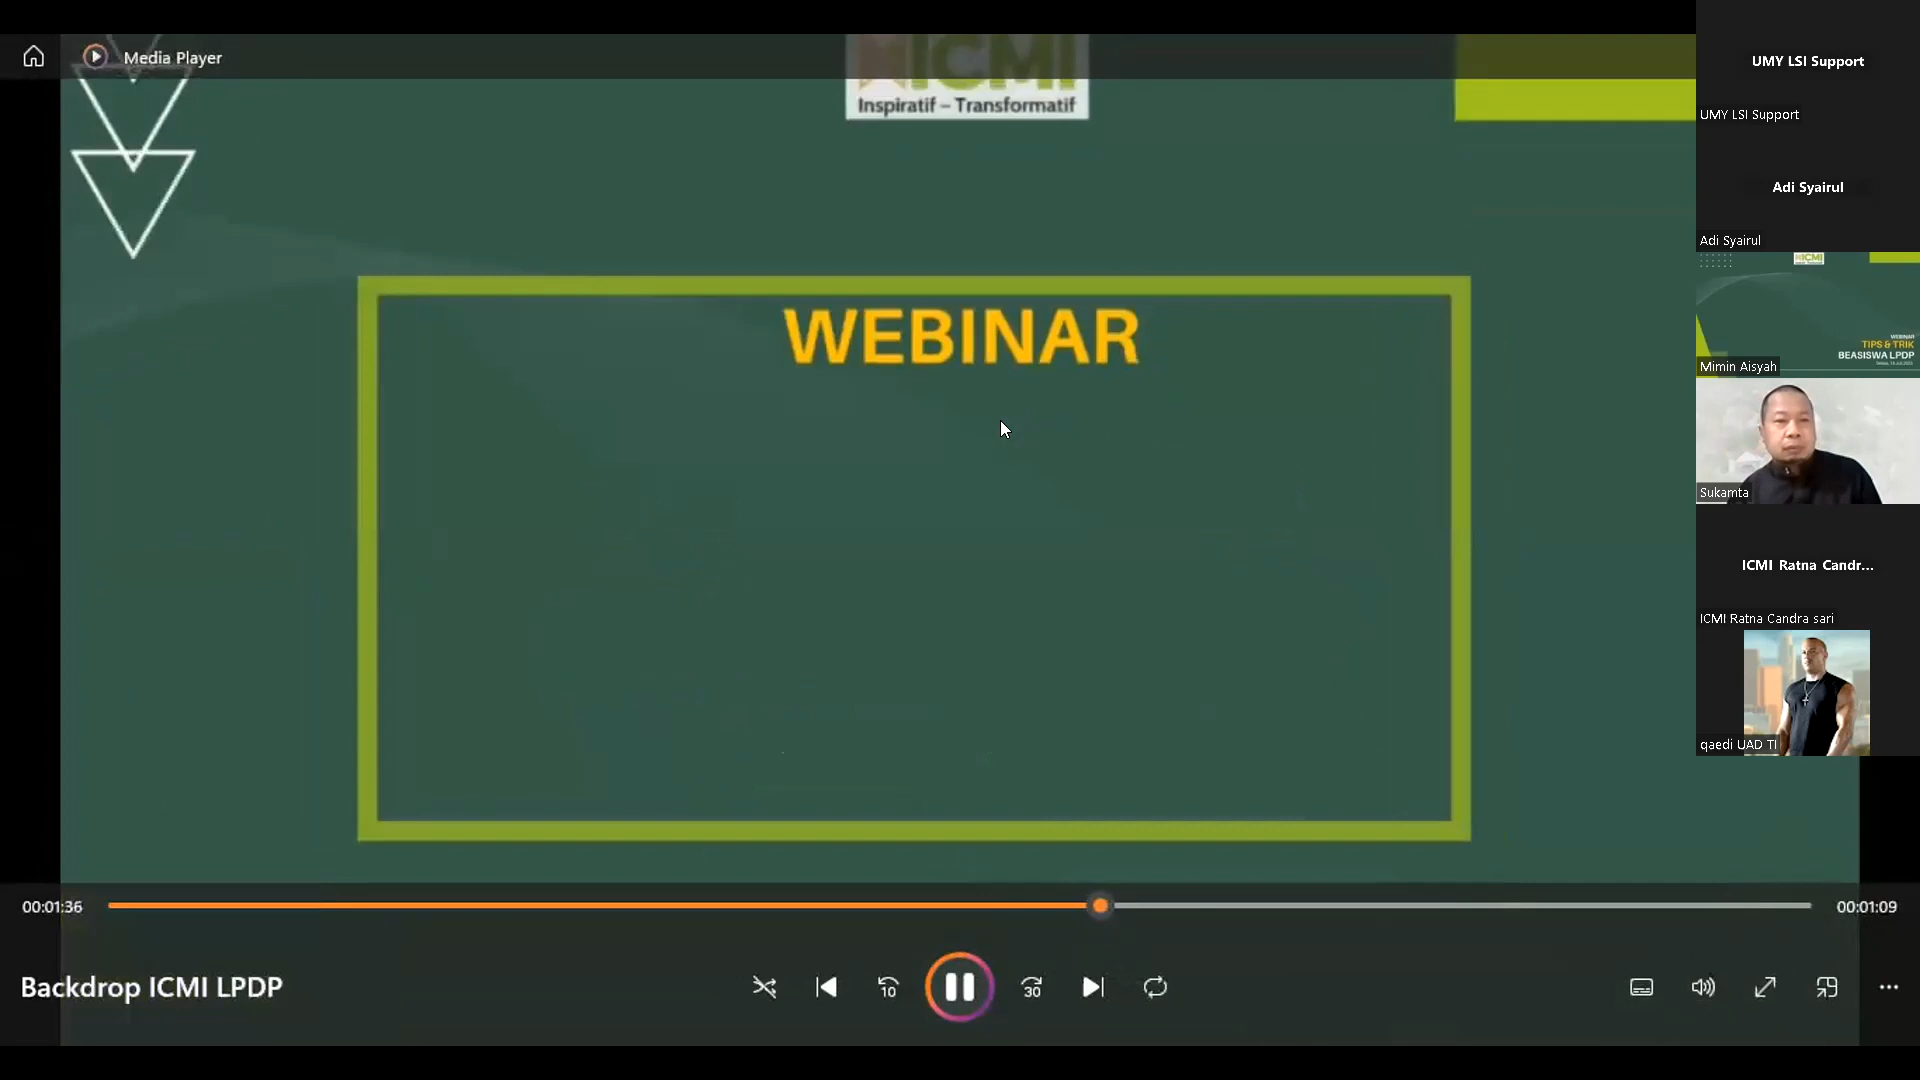 Media Player
ICMI
Inspiratif – Transformatif
WEBINAR
00:01:36
00:01:09
Backdrop ICMI LPDP
10
30
UMY LSI Support
UMY LSI Support
Adi Syairul
Adi Syairul
ICMI
WEBINAR
TIPS & TRIK
BEASISWA LPDP
Mimin Aisyah
Sukamta
ICMI Ratna Candr...
ICMI Ratna Candra sari
qaedi UAD TI